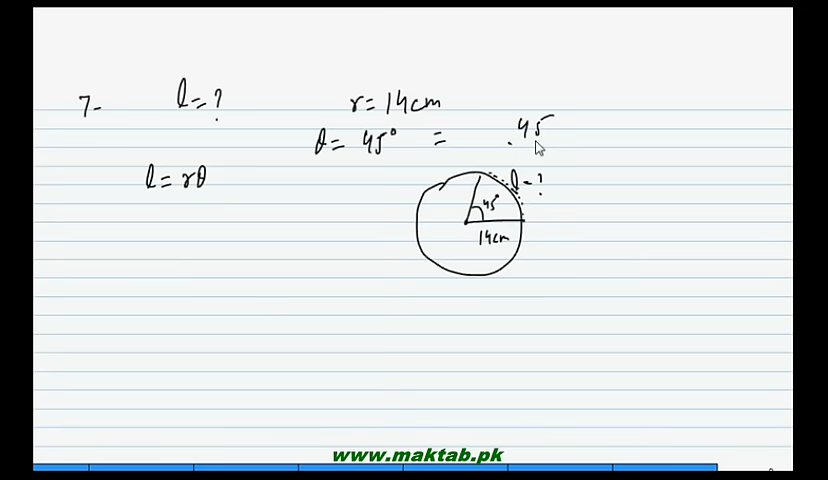 7- l = ? r = 14cm
θ = 45° = . 45
l = rθ
l = ?
45°
14cm
www.maktab.pk